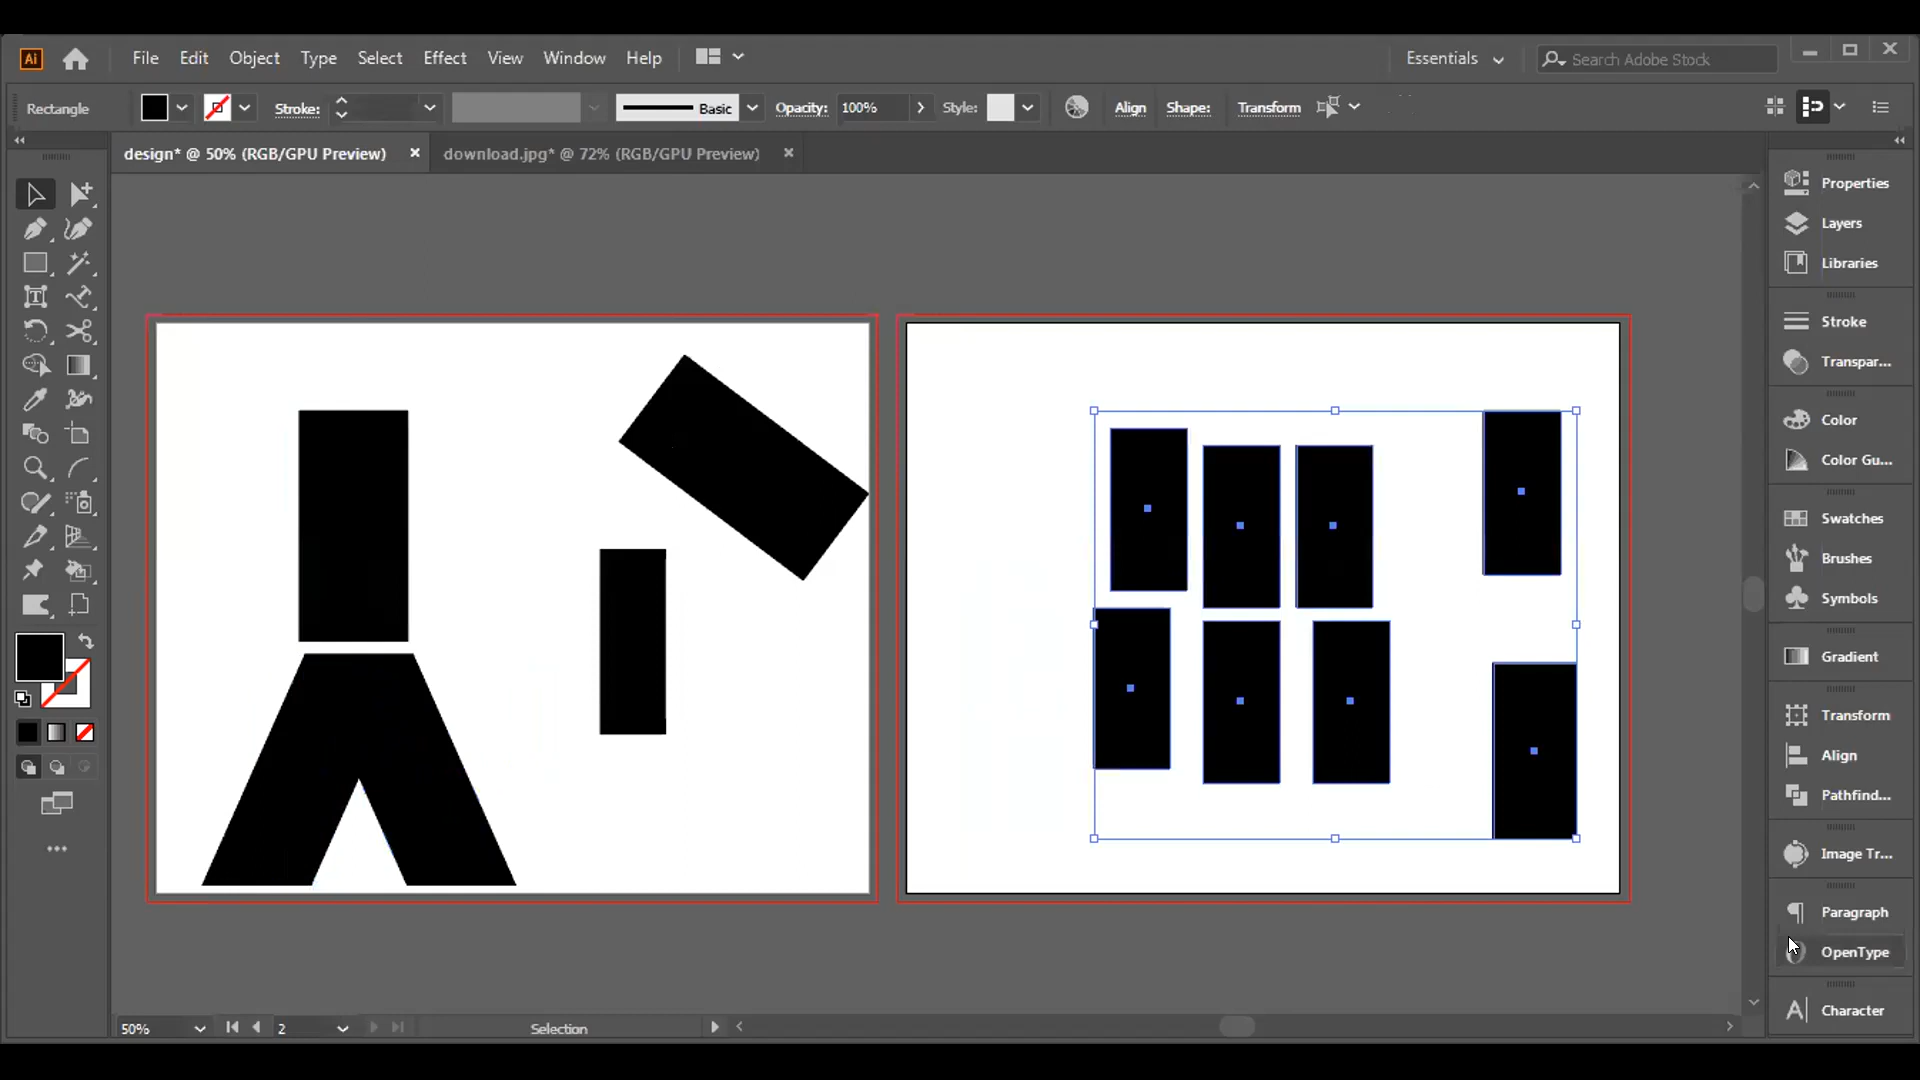 Ai File Edit Object Type Select Effect View Window Help Essentials Search Adobe Stock
Rectangle Stroke: Basic Opacity: 100% Style: Align Shape: Transform
design* @ 50% (RGB/GPU Preview) download.jpg* @ 72% (RGB/GPU Preview)
Properties
Layers
Libraries
Stroke
Transpar...
Color
Color Gu...
Swatches
Brushes
Symbols
Gradient
Transform
Align
Pathfind...
Image Tr...
Paragraph
OpenType
Character
50% 2 Selection